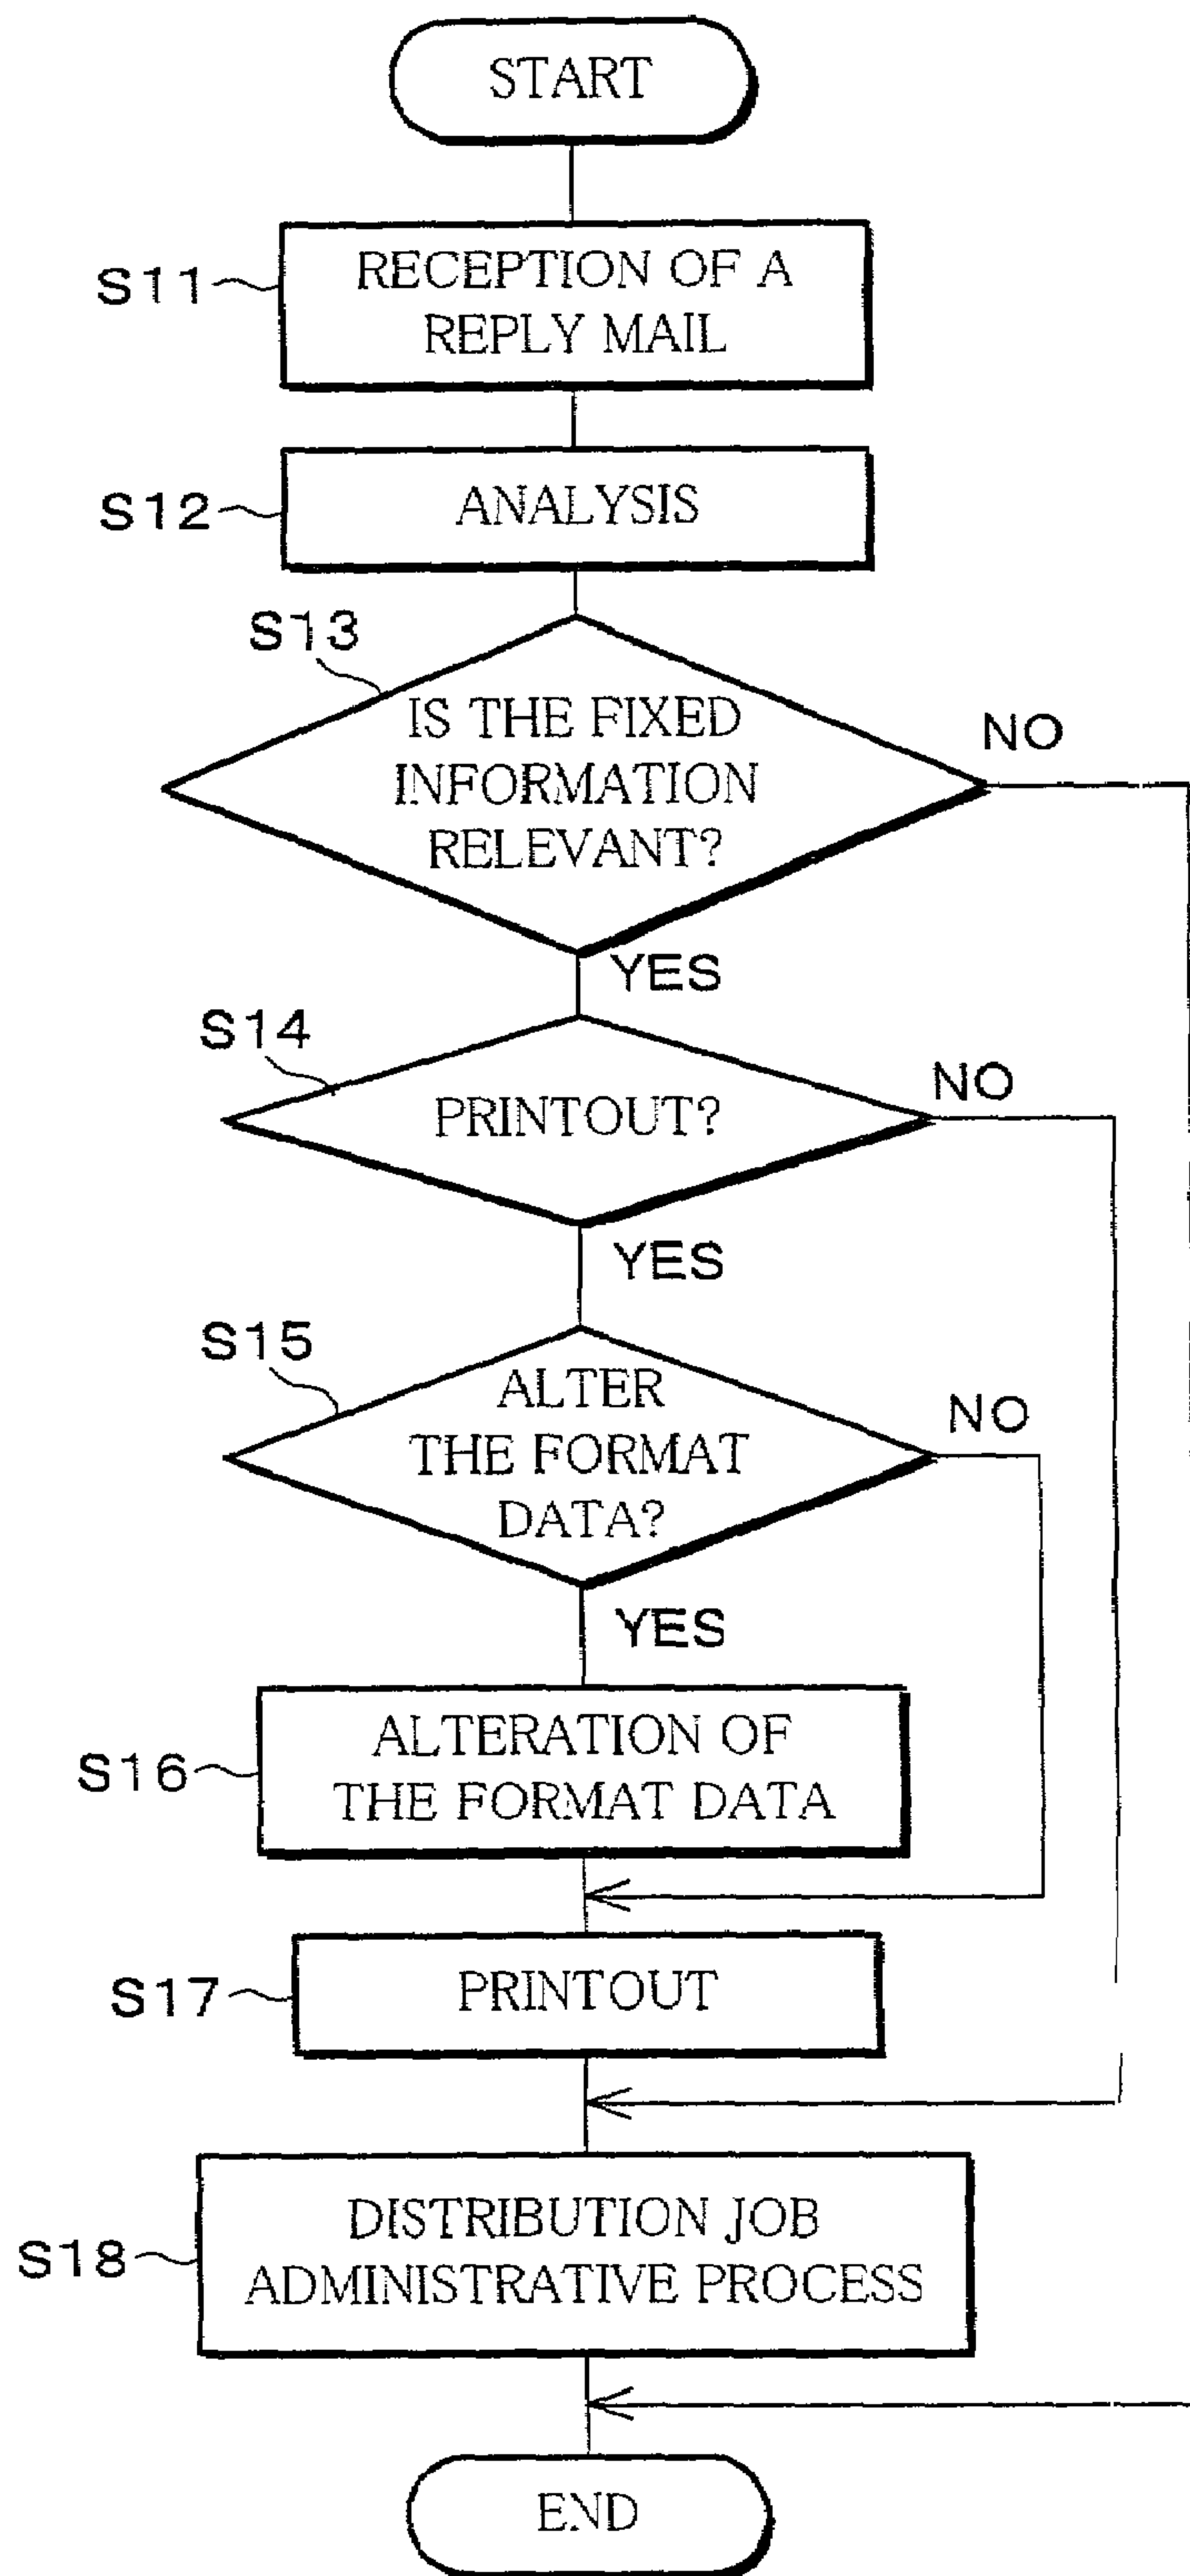 START
S11
RECEPTION OF A
REPLY MAIL
S12
ANALYSIS
S13
IS THE FIXED
INFORMATION
RELEVANT?
NO
YES
S14
PRINTOUT?
NO
YES
S15
ALTER
THE FORMAT
DATA?
NO
YES
S16
ALTERATION OF
THE FORMAT DATA
S17
PRINTOUT
S18
DISTRIBUTION JOB
ADMINISTRATIVE PROCESS
END